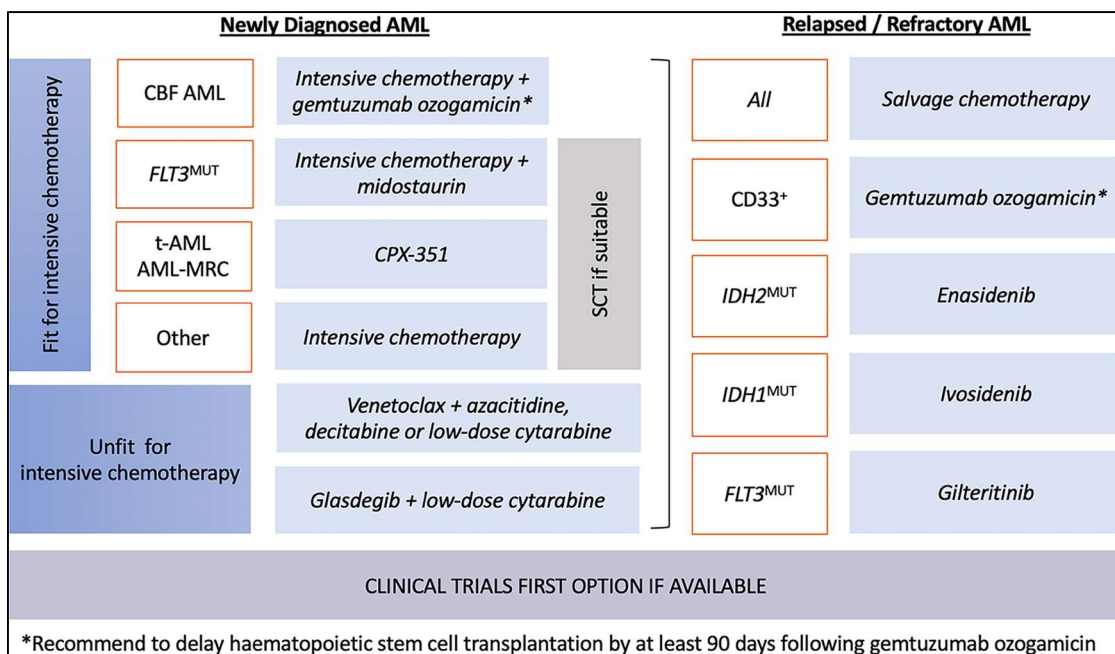 Newly Diagnosed AML
Fit for intensive chemotherapy
CBF AML
Intensive chemotherapy +
gemtuzumab ozogamicin*
FLT3MUT
Intensive chemotherapy +
midostaurin
t-AML
AML-MRC
CPX-351
Other
Intensive chemotherapy
SCT if suitable
Unfit for
intensive chemotherapy
Venetoclax + azacitidine,
decitabine or low-dose cytarabine
Glasdegib + low-dose cytarabine
Relapsed / Refractory AML
All
Salvage chemotherapy
CD33+
Gemtuzumab ozogamicin*
IDH2MUT
Enasidenib
IDH1MUT
Ivosidenib
FLT3MUT
Gilteritinib
CLINICAL TRIALS FIRST OPTION IF AVAILABLE
*Recommend to delay haematopoietic stem cell transplantation by at least 90 days following gemtuzumab ozogamicin